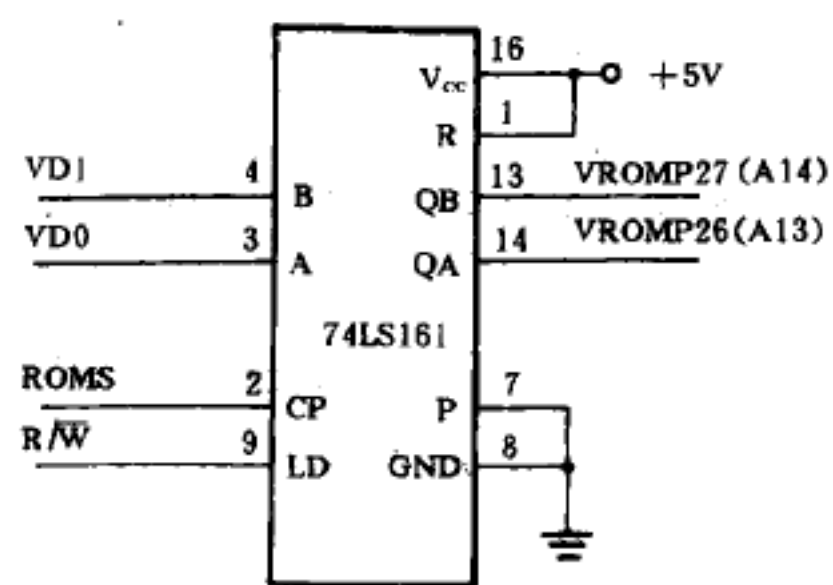 16
Vcc
+5V
1
R
VD1
4
B
13
QB
VROMP27(A14)
VD0
3
A
14
QA
VROMP26(A13)
74LS161
ROMS
2
CP
P
7
R/W̅
9
LD
GND
8